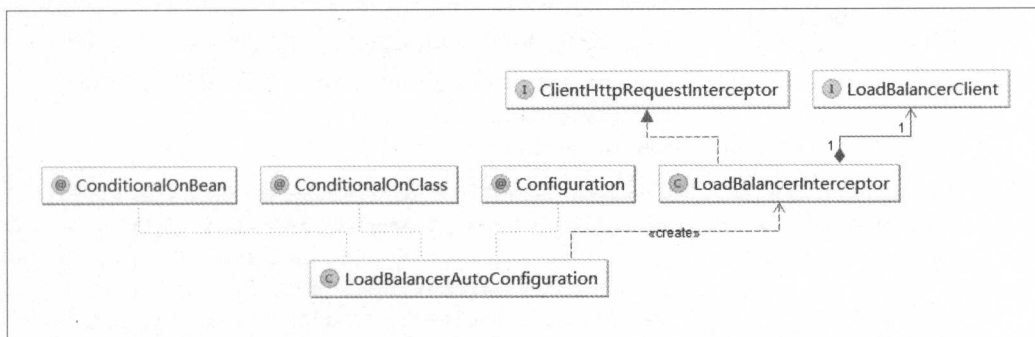 I ClientHttpRequestInterceptor
I LoadBalancerClient
1
1
@ ConditionalOnBean
@ ConditionalOnClass
@ Configuration
C LoadBalancerInterceptor
«create»
C LoadBalancerAutoConfiguration